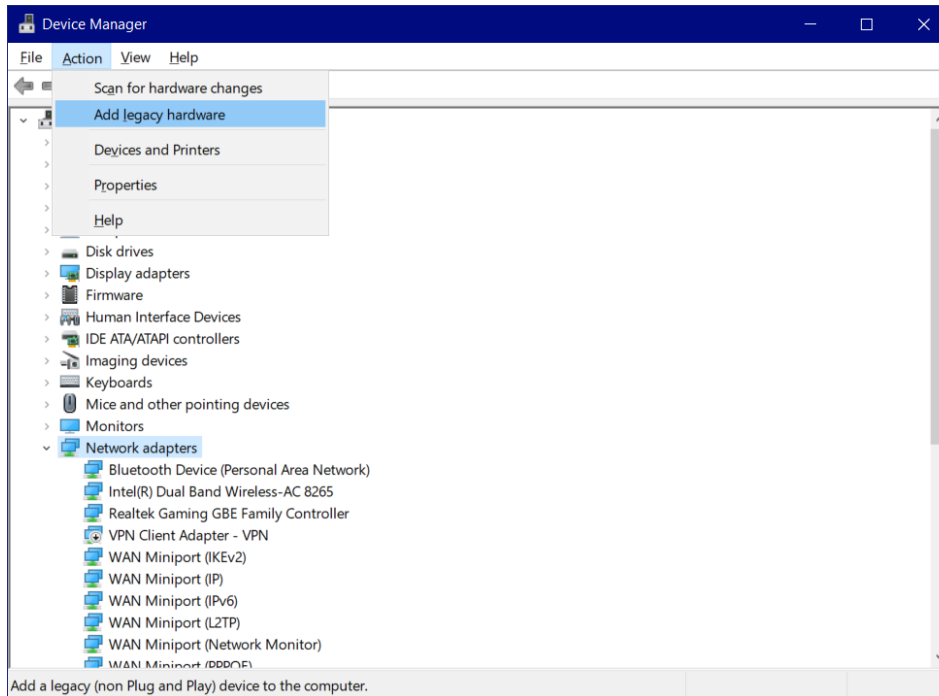 Device Manager
File Action View Help
Scan for hardware changes
Add legacy hardware
Devices and Printers
Properties
Help
Disk drives
Display adapters
Firmware
Human Interface Devices
IDE ATA/ATAPI controllers
Imaging devices
Keyboards
Mice and other pointing devices
Monitors
Network adapters
Bluetooth Device (Personal Area Network)
Intel(R) Dual Band Wireless-AC 8265
Realtek Gaming GBE Family Controller
VPN Client Adapter - VPN
WAN Miniport (IKEv2)
WAN Miniport (IP)
WAN Miniport (IPv6)
WAN Miniport (L2TP)
WAN Miniport (Network Monitor)
WAN Miniport (PPPOE)
Add a legacy (non Plug and Play) device to the computer.